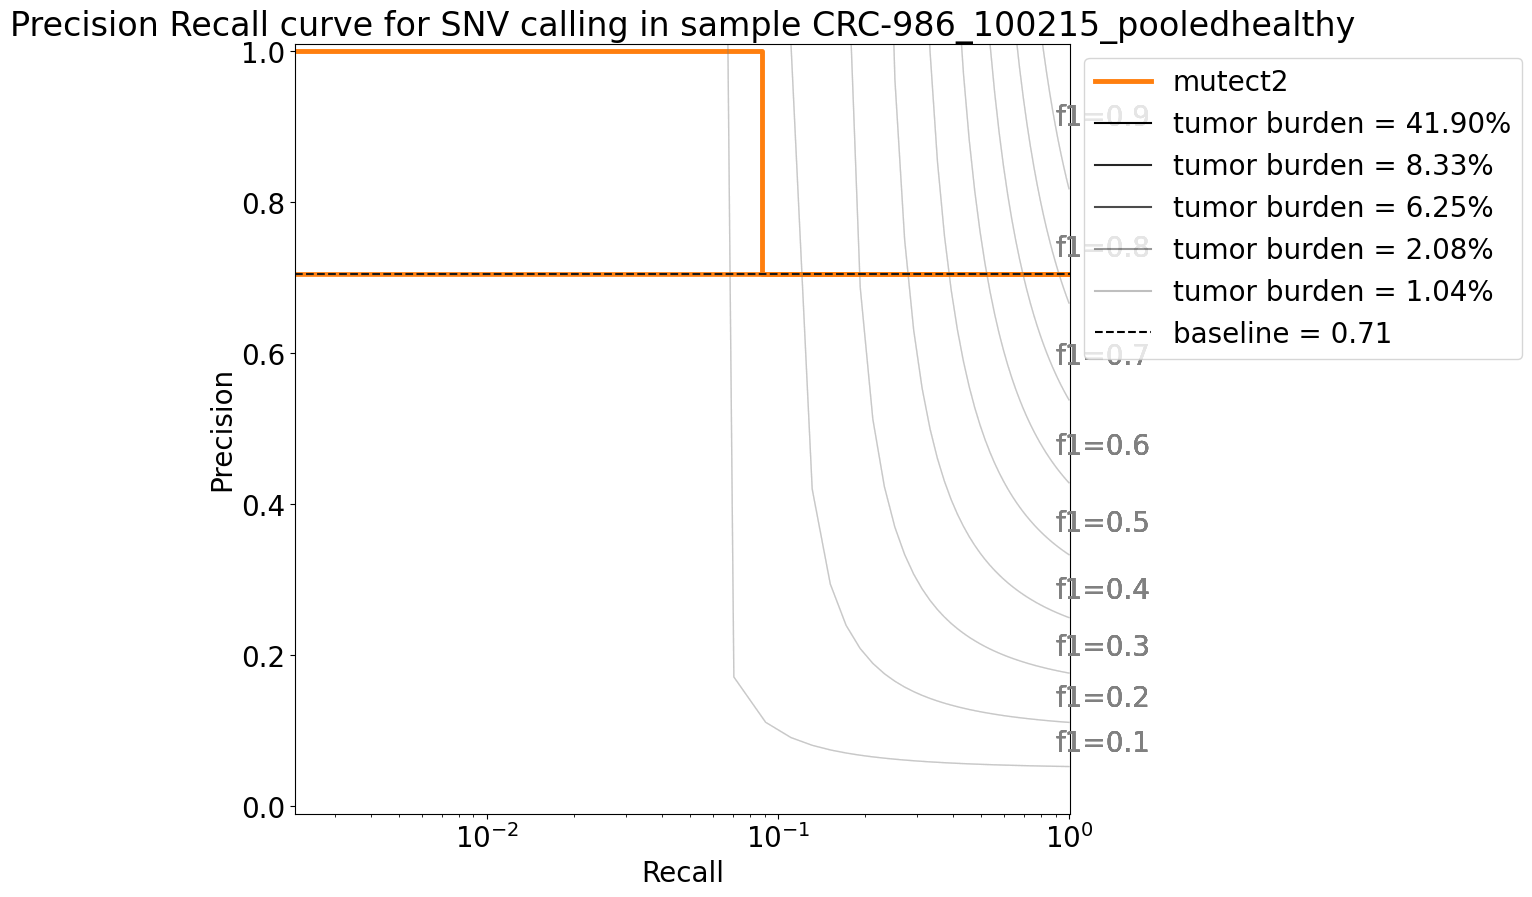 Precision Recall curve for SNV calling in sample CRC-986_100215_pooledhealthy
1.0
0.8
0.6
0.4
0.2
0.0
Precision
10⁻²
10⁻¹
10⁰
Recall
f1=0.9
f1=0.8
f1=0.7
f1=0.6
f1=0.5
f1=0.4
f1=0.3
f1=0.2
f1=0.1
mutect2
tumor burden = 41.90%
tumor burden = 8.33%
tumor burden = 6.25%
tumor burden = 2.08%
tumor burden = 1.04%
baseline = 0.71